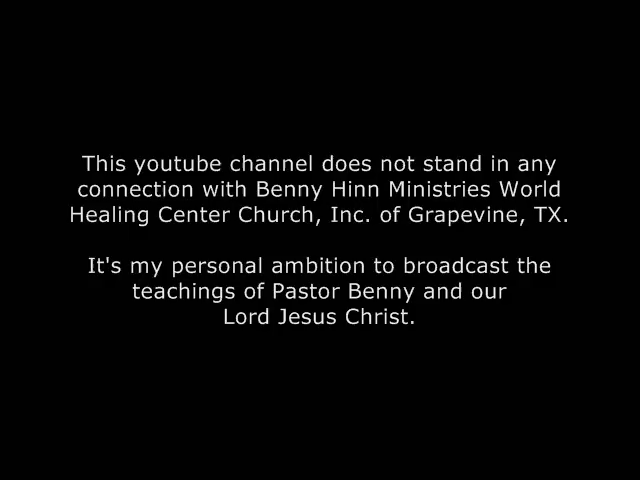 This youtube channel does not stand in any
connection with Benny Hinn Ministries World
Healing Center Church, Inc. of Grapevine, TX.
It's my personal ambition to broadcast the
teachings of Pastor Benny and our
Lord Jesus Christ.